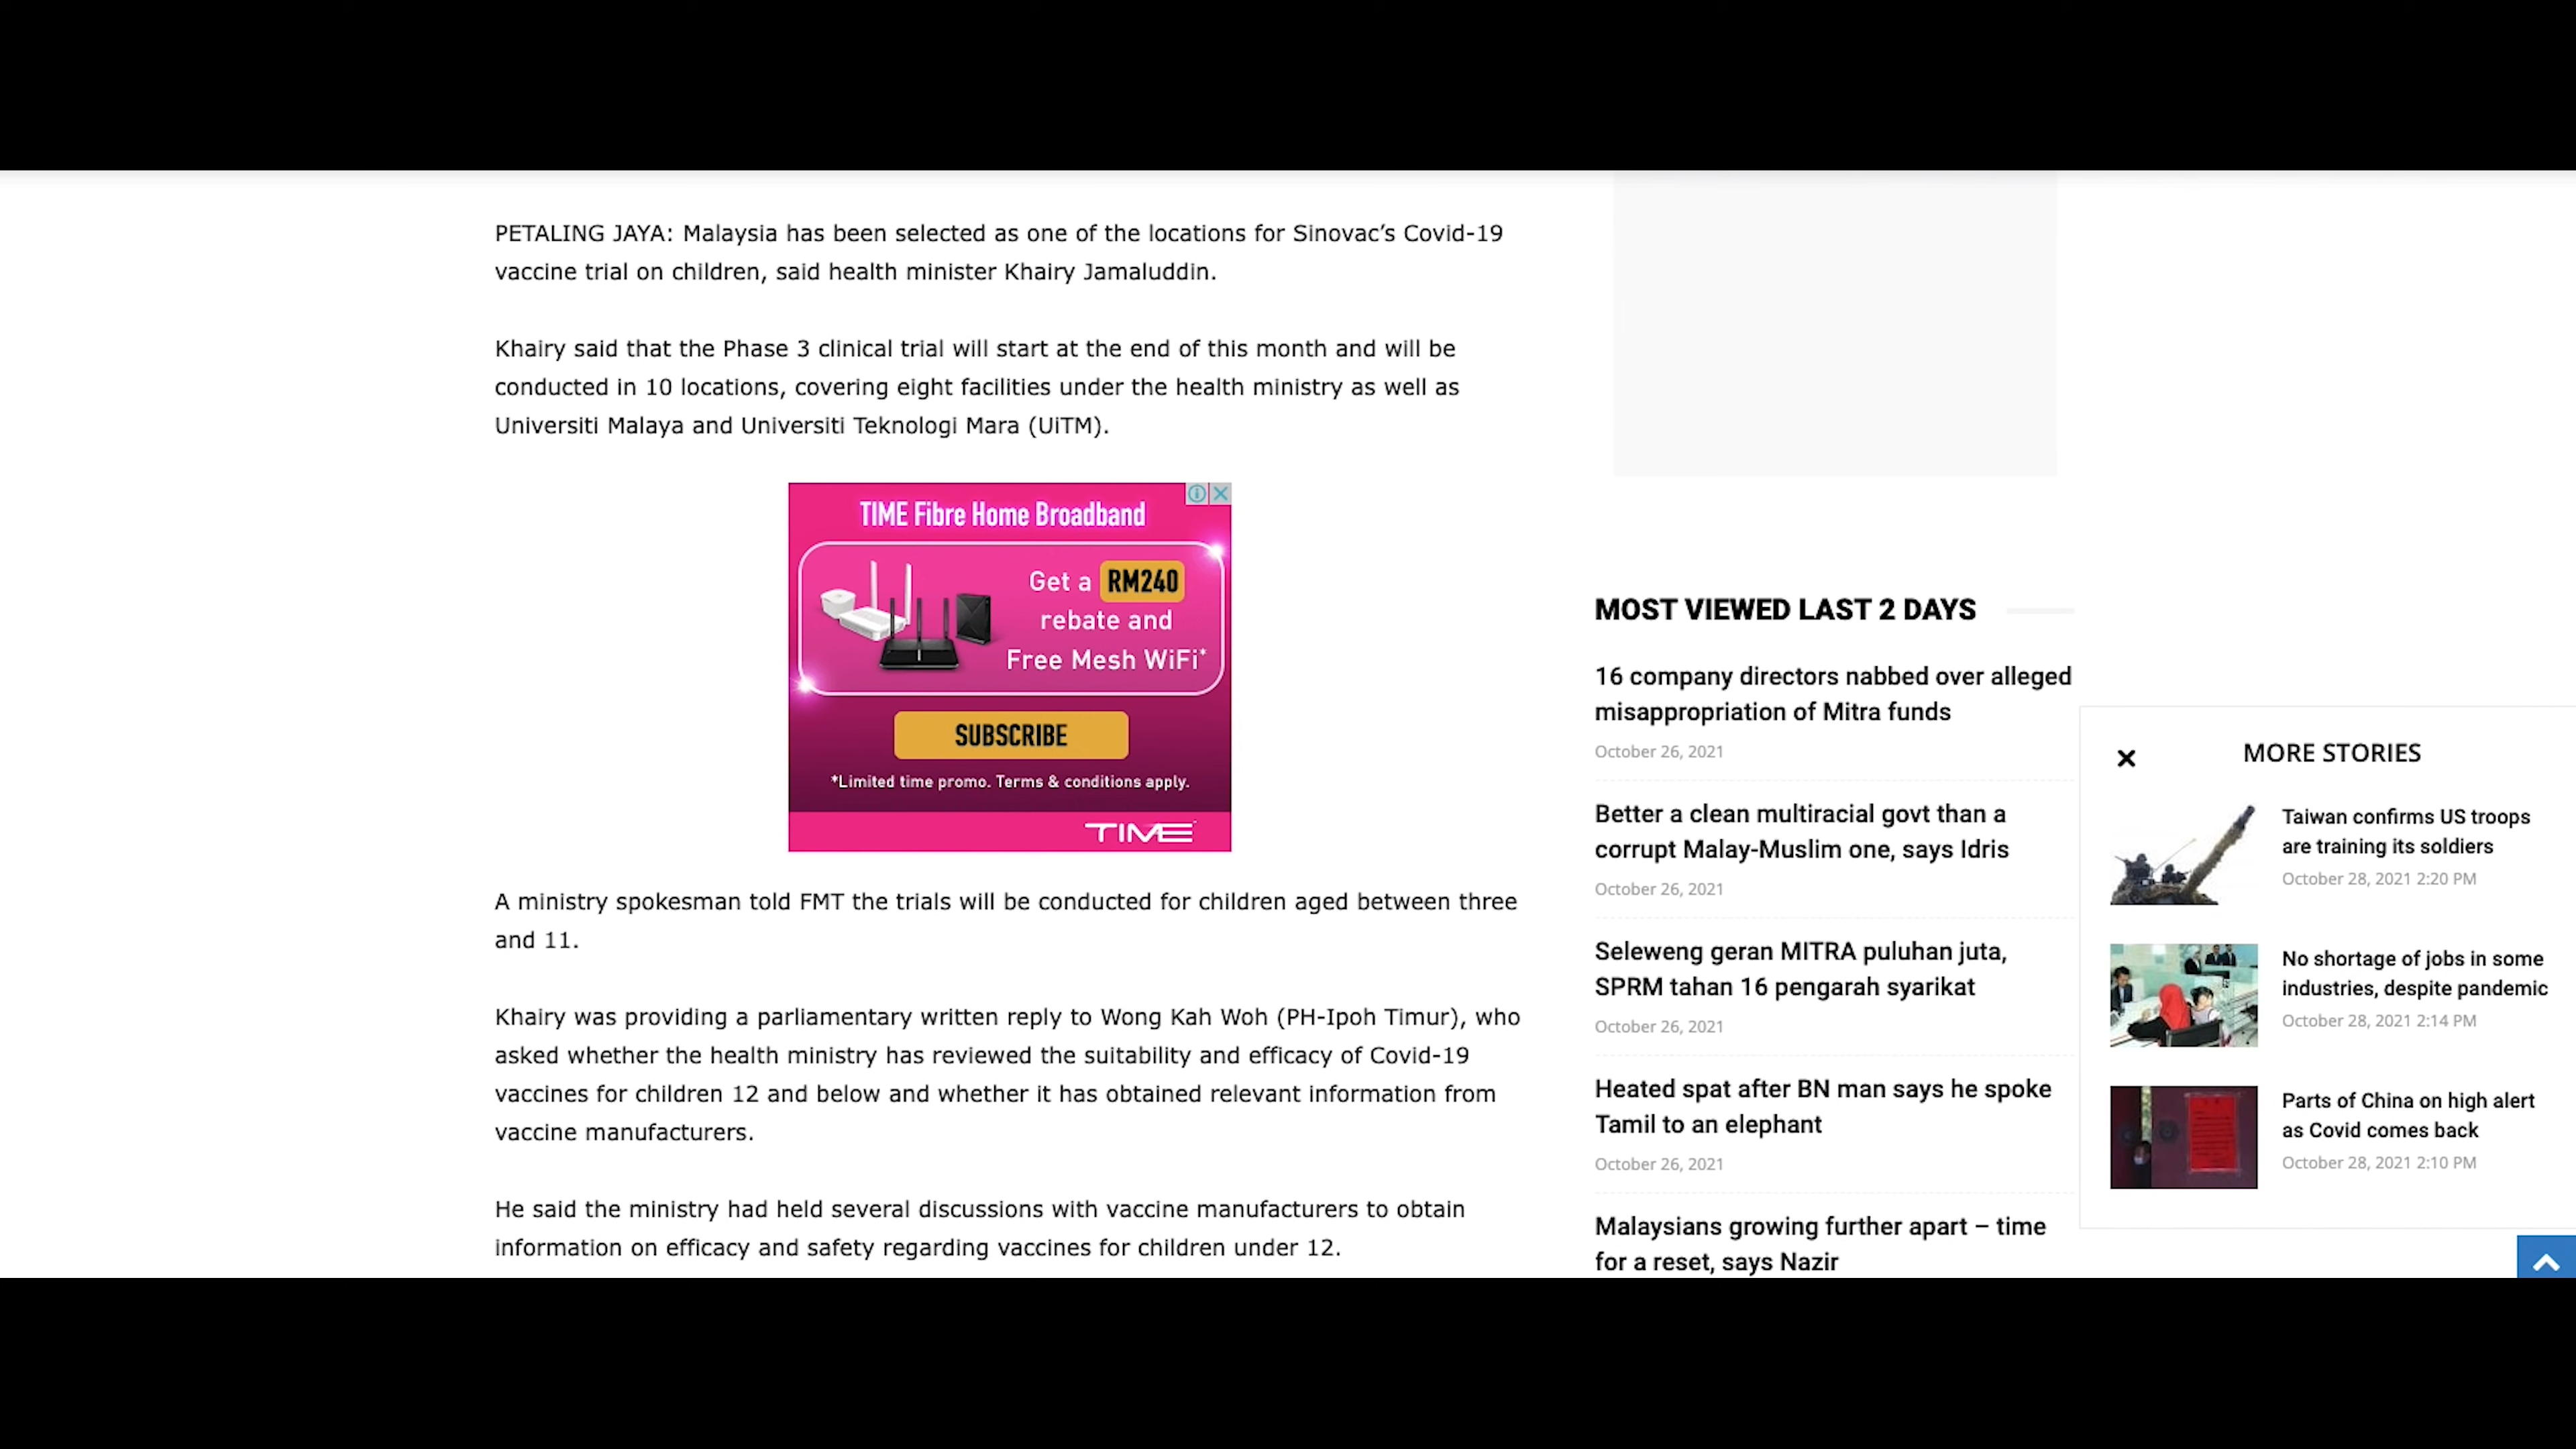 PETALING JAYA: Malaysia has been selected as one of the locations for Sinovac’s Covid-19
vaccine trial on children, said health minister Khairy Jamaluddin.
Khairy said that the Phase 3 clinical trial will start at the end of this month and will be
conducted in 10 locations, covering eight facilities under the health ministry as well as
Universiti Malaya and Universiti Teknologi Mara (UiTM).
TIME Fibre Home Broadband
Get a RM240
rebate and
Free Mesh WiFi*
SUBSCRIBE
*Limited time promo. Terms & conditions apply.
TIME
A ministry spokesman told FMT the trials will be conducted for children aged between three
and 11.
Khairy was providing a parliamentary written reply to Wong Kah Woh (PH-Ipoh Timur), who
asked whether the health ministry has reviewed the suitability and efficacy of Covid-19
vaccines for children 12 and below and whether it has obtained relevant information from
vaccine manufacturers.
He said the ministry had held several discussions with vaccine manufacturers to obtain
information on efficacy and safety regarding vaccines for children under 12.
MOST VIEWED LAST 2 DAYS
16 company directors nabbed over alleged
misappropriation of Mitra funds
October 26, 2021
Better a clean multiracial govt than a
corrupt Malay-Muslim one, says Idris
October 26, 2021
Seleweng geran MITRA puluhan juta,
SPRM tahan 16 pengarah syarikat
October 26, 2021
Heated spat after BN man says he spoke
Tamil to an elephant
October 26, 2021
Malaysians growing further apart – time
for a reset, says Nazir
MORE STORIES
Taiwan confirms US troops
are training its soldiers
October 28, 2021 2:20 PM
No shortage of jobs in some
industries, despite pandemic
October 28, 2021 2:14 PM
Parts of China on high alert
as Covid comes back
October 28, 2021 2:10 PM